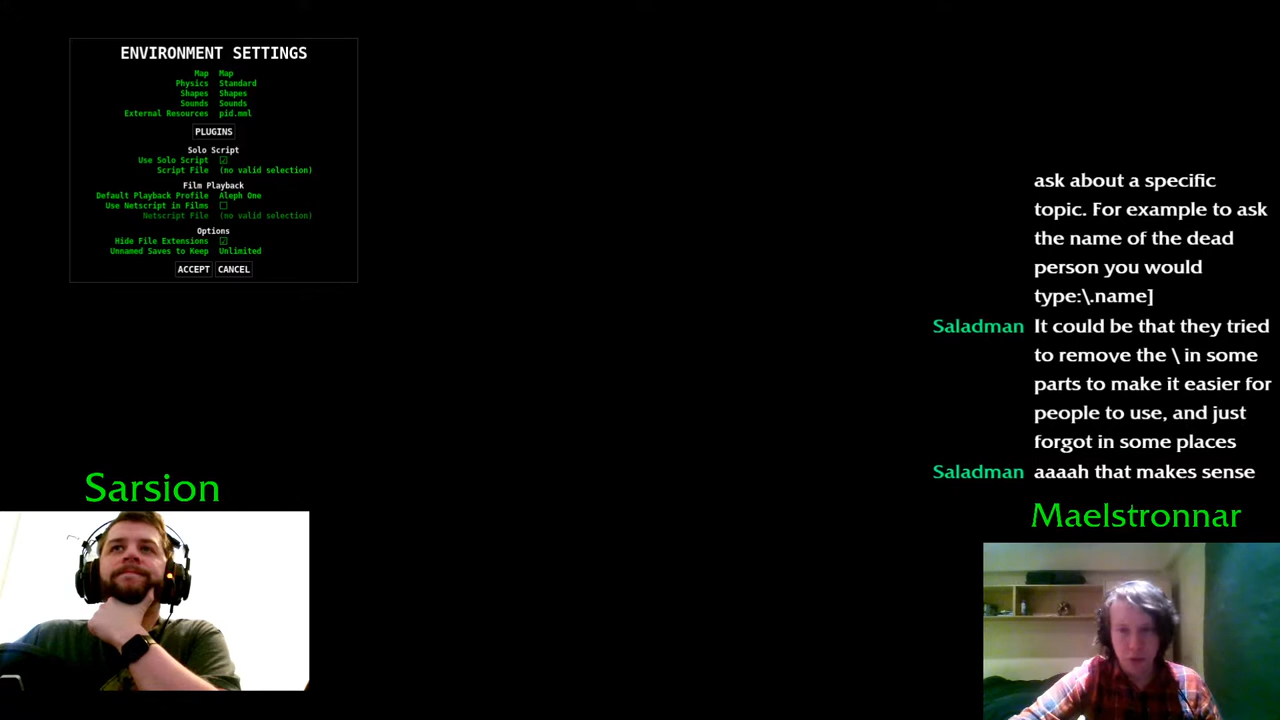 ENVIRONMENT SETTINGS
Map Map
Physics Standard
Shapes Shapes
Sounds Sounds
External Resources pid.mml
PLUGINS
Solo Script
Use Solo Script ☑
Script File (no valid selection)
Film Playback
Default Playback Profile Aleph One
Use Netscript in Films ☐
Netscript File (no valid selection)
Options
Hide File Extensions ☑
Unnamed Saves to Keep Unlimited
ACCEPT CANCEL
ask about a specific
topic. For example to ask
the name of the dead
person you would
type:\.name]
Saladman It could be that they tried
to remove the \ in some
parts to make it easier for
people to use, and just
forgot in some places
Saladman aaaah that makes sense
Sarsion
Maelstronnar